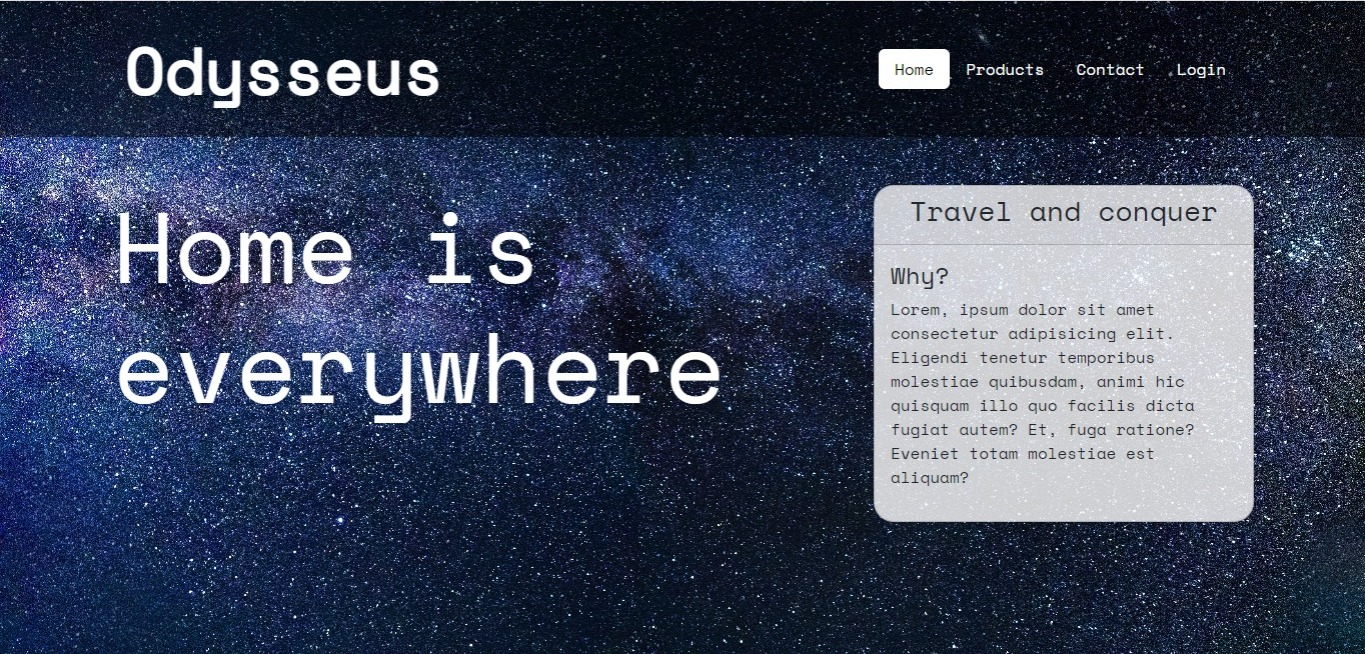 Odysseus
Home Products Contact Login
Home is
everywhere
Travel and conquer
Why?
Lorem, ipsum dolor sit amet
consectetur adipisicing elit.
Eligendi tenetur temporibus
molestiae quibusdam, animi hic
quisquam illo quo facilis dicta
fugiat autem? Et, fuga ratione?
Eveniet totam molestiae est
aliquam?